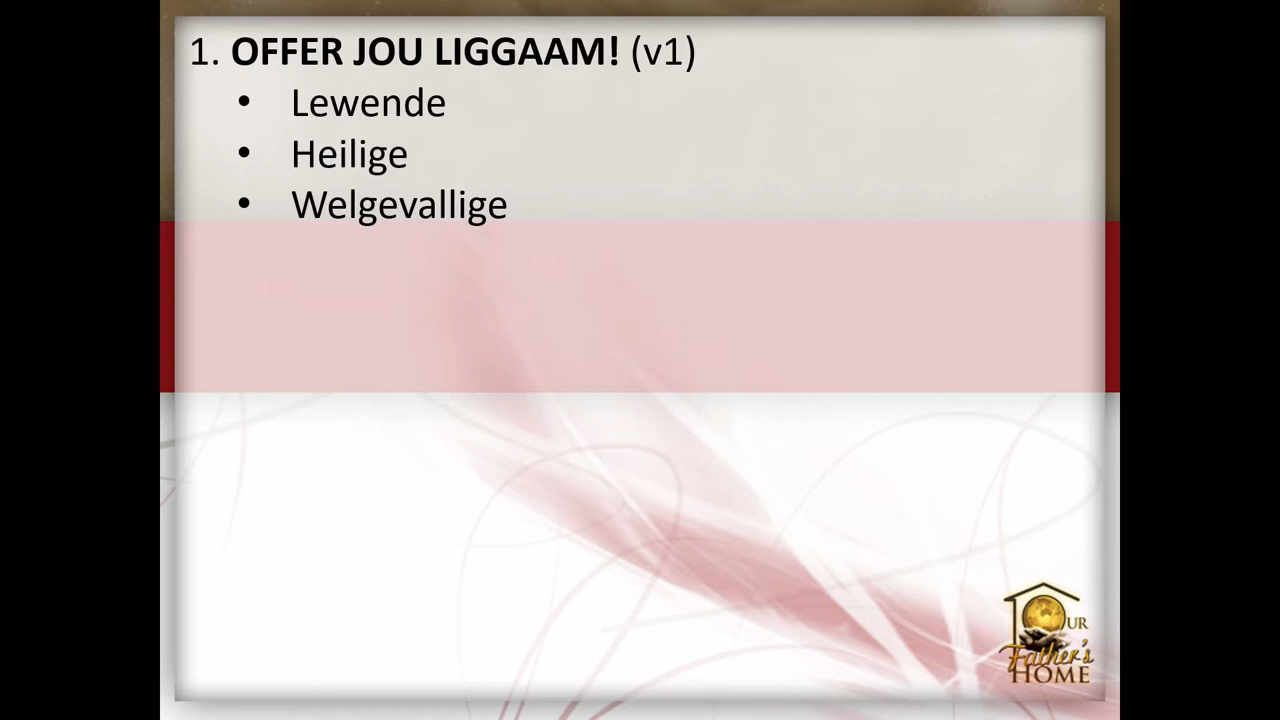 1. OFFER JOU LIGGAAM! (v1)
• Lewende
• Heilige
• Welgevallige
OUR
Father's
HOME